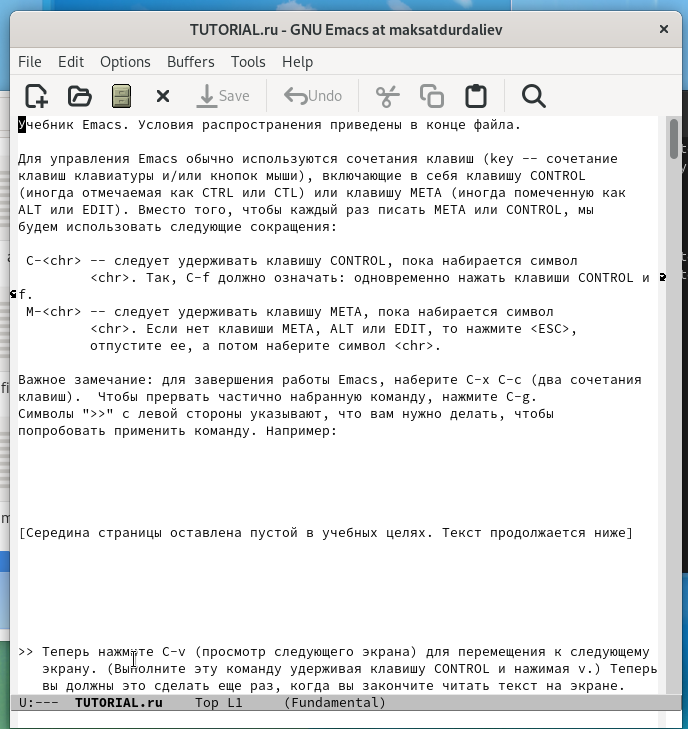 TUTORIAL.ru - GNU Emacs at maksatdurdaliev
File Edit Options Buffers Tools Help
Save Undo
Учебник Emacs. Условия распространения приведены в конце файла.
Для управления Emacs обычно используются сочетания клавиш (key -- сочетание
клавиш клавиатуры и/или кнопок мыши), включающие в себя клавишу CONTROL
(иногда отмечаемая как CTRL или CTL) или клавишу META (иногда помеченную как
ALT или EDIT). Вместо того, чтобы каждый раз писать META или CONTROL, мы
будем использовать следующие сокращения:
C-<chr> -- следует удерживать клавишу CONTROL, пока набирается символ
<chr>. Так, C-f должно означать: одновременно нажать клавиши CONTROL и
f.
M-<chr> -- следует удерживать клавишу META, пока набирается символ
<chr>. Если нет клавиши META, ALT или EDIT, то нажмите <ESC>,
отпустите ее, а потом наберите символ <chr>.
Важное замечание: для завершения работы Emacs, наберите C-x C-c (два сочетания
клавиш).  Чтобы прервать частично набранную команду, нажмите C-g.
Символы ">>" с левой стороны указывают, что вам нужно делать, чтобы
попробовать применить команду. Например:
[Середина страницы оставлена пустой в учебных целях. Текст продолжается ниже]
>> Теперь нажмите C-v (просмотр следующего экрана) для перемещения к следующему
экрану. (Выполните эту команду удерживая клавишу CONTROL и нажимая v.) Теперь
вы должны это сделать еще раз, когда вы закончите читать текст на экране.
U:--- TUTORIAL.ru Top L1 (Fundamental)